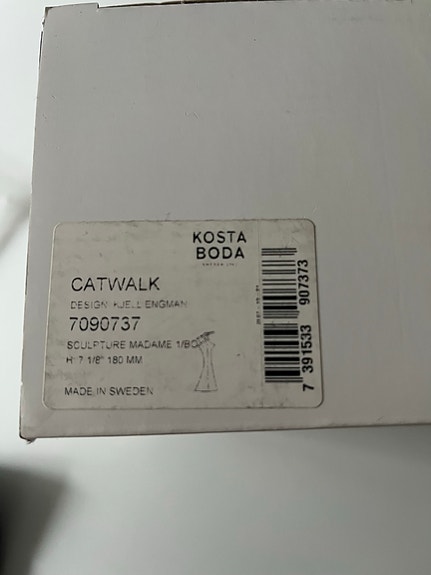 KOSTA
BODA
CATWALK
DESIGN KJELL ENGMAN
7090737
SCULPTURE MADAME 1/BOX
H 7 1/8" 180 MM
MADE IN SWEDEN
7 391533 907373